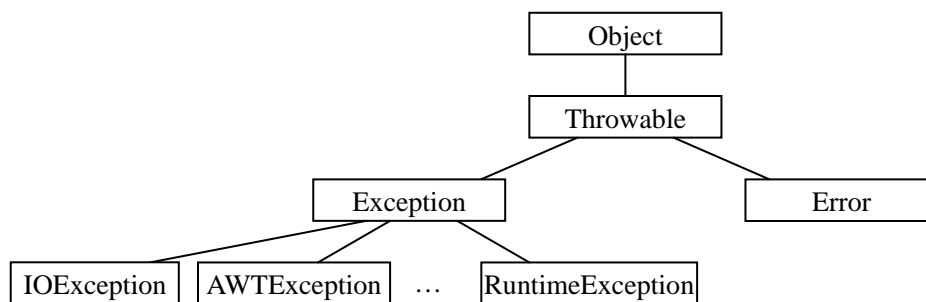 Object
Throwable
Exception Error
IOException AWTException … RuntimeException